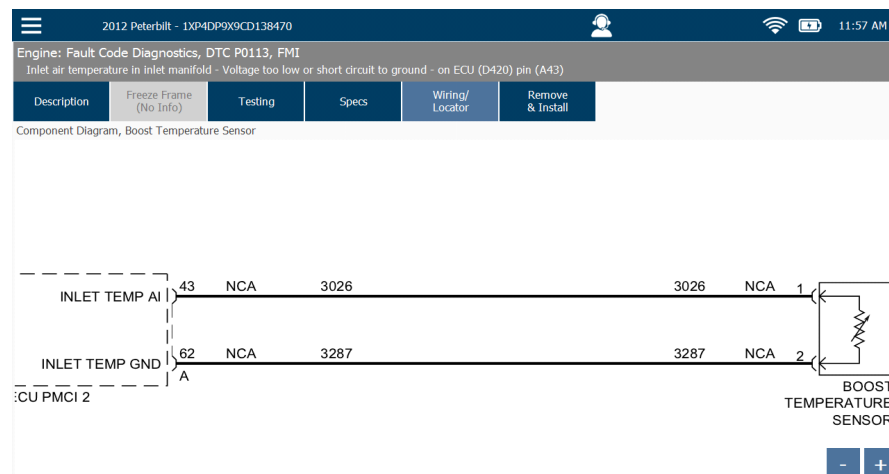 2012 Peterbilt - 1XP4DP9X9CD138470 11:57 AM
Engine: Fault Code Diagnostics, DTC P0113, FMI
Inlet air temperature in inlet manifold - Voltage too low or short circuit to ground - on ECU (D420) pin (A43)
Description
Freeze Frame
(No Info)
Testing
Specs
Wiring/
Locator
Remove
& Install
Component Diagram, Boost Temperature Sensor
INLET TEMP AI 43 NCA 3026 3026 NCA 1
INLET TEMP GND 62 NCA 3287 3287 NCA 2
A
ECU PMCI 2
BOOST
TEMPERATURE
SENSOR
- +